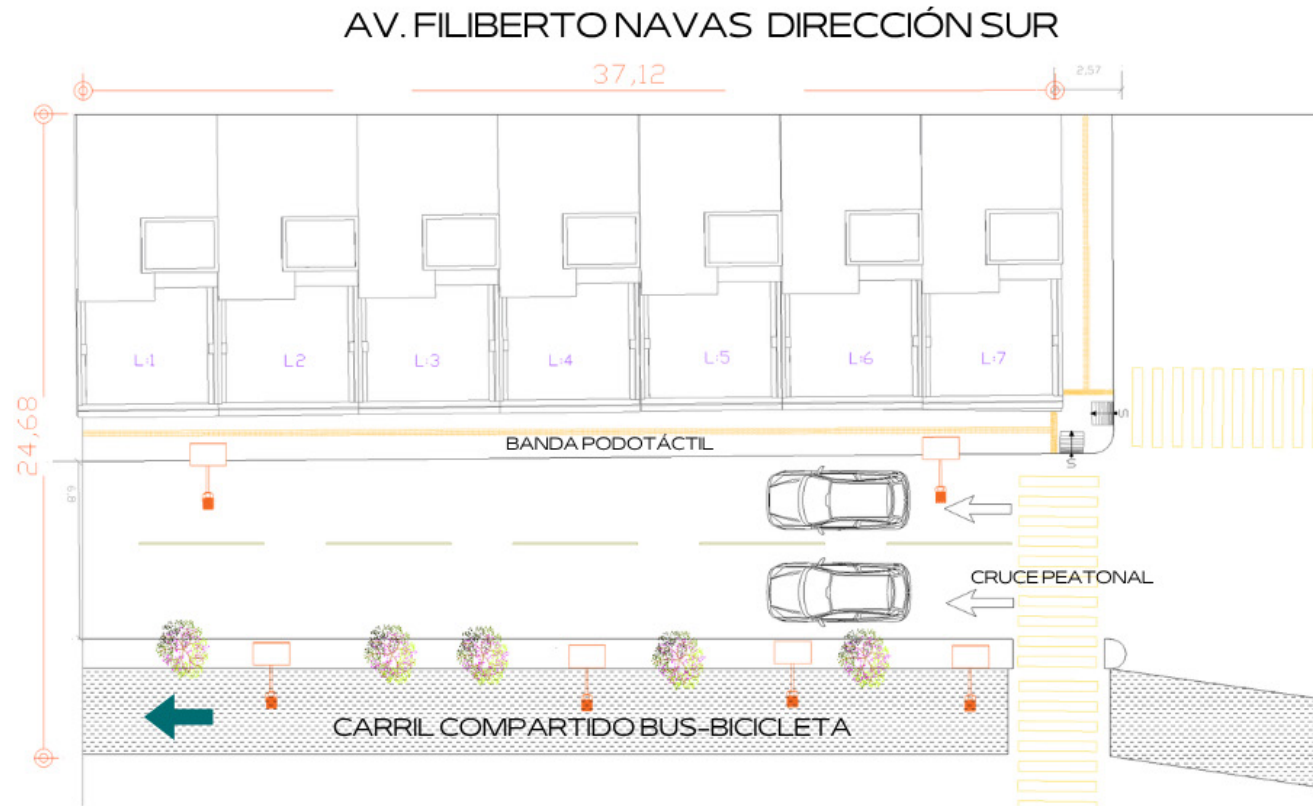 AV. FILIBERTO NAVAS DIRECCIÓN SUR
37,12
2,57
24,68
L:1
L:2
L:3
L:4
L:5
L:6
L:7
S
S
BANDA PODOTÁCTIL
6.8
CRUCE PEATONAL
CARRIL COMPARTIDO BUS-BICICLETA